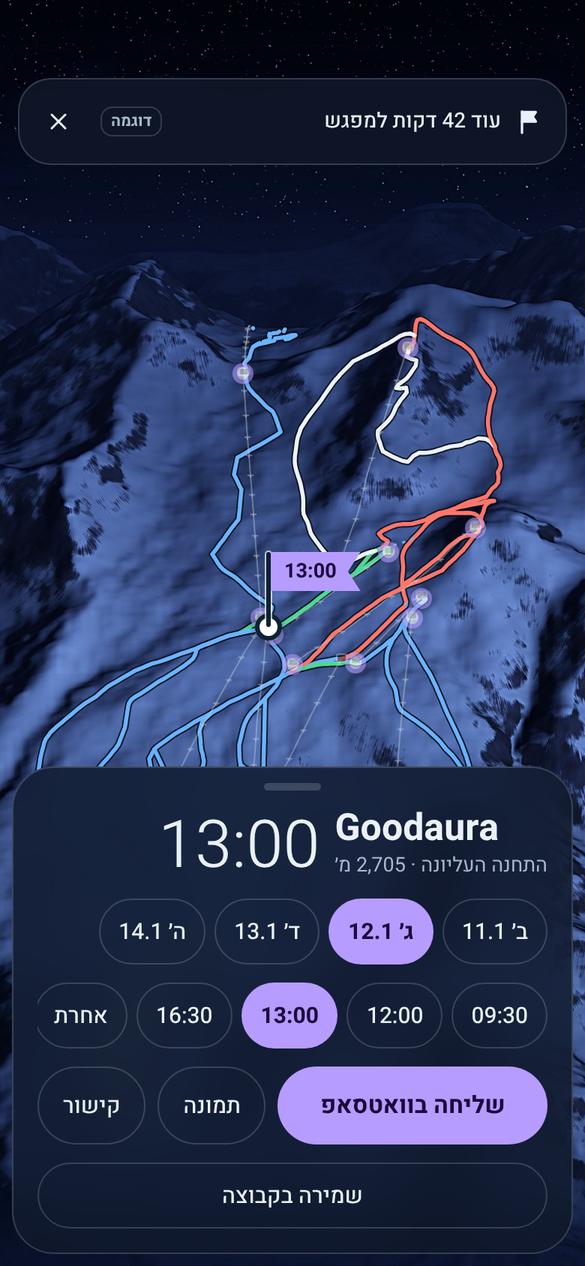 עוד 42 דקות למפגש
דוגמה
13:00
Goodaura
התחנה העליונה · 2,705 מ׳
13:00
ב׳ 11.1
ג׳ 12.1
ד׳ 13.1
ה׳ 14.1
09:30
12:00
13:00
16:30
אחרת
שליחה בוואטסאפ
תמונה
קישור
שמירה בקבוצה